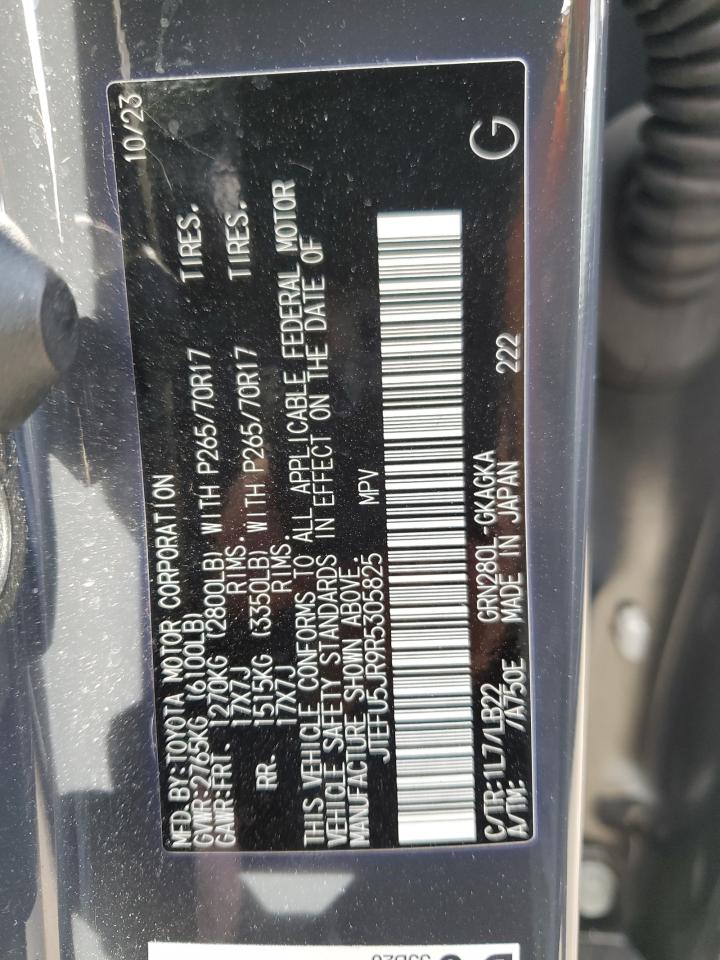 MFD.BY:TOYOTA MOTOR CORPORATION 10/23
GVWR:2765KG (6100LB)
GAWR:FRT. 1270KG (2800LB) WITH P265/70R17 TIRES.
17X7J RIMS.
RR. 1515KG (3350LB) WITH P265/70R17 TIRES.
17X7J RIMS.
THIS VEHICLE CONFORMS TO ALL APPLICABLE FEDERAL MOTOR
VEHICLE SAFETY STANDARDS IN EFFECT ON THE DATE OF
MANUFACTURE SHOWN ABOVE.
JTEFU5JR9R5305825 MPV
C/TR:1L7/LB22 GRN280L-GKAGKA 222 G
A/TM: /A750E MADE IN JAPAN